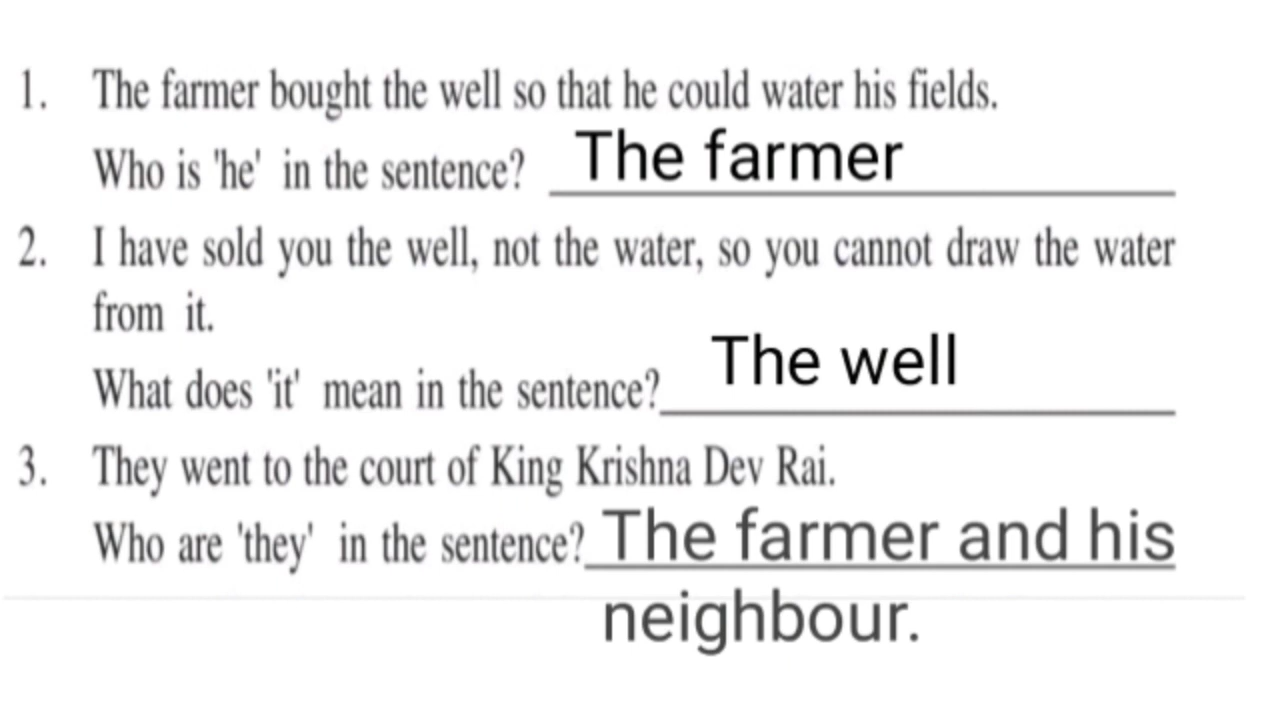 1. The farmer bought the well so that he could water his fields.
Who is 'he' in the sentence? The farmer
2. I have sold you the well, not the water, so you cannot draw the water
from it.
What does 'it' mean in the sentence? The well
3. They went to the court of King Krishna Dev Rai.
Who are 'they' in the sentence? The farmer and his
neighbour.